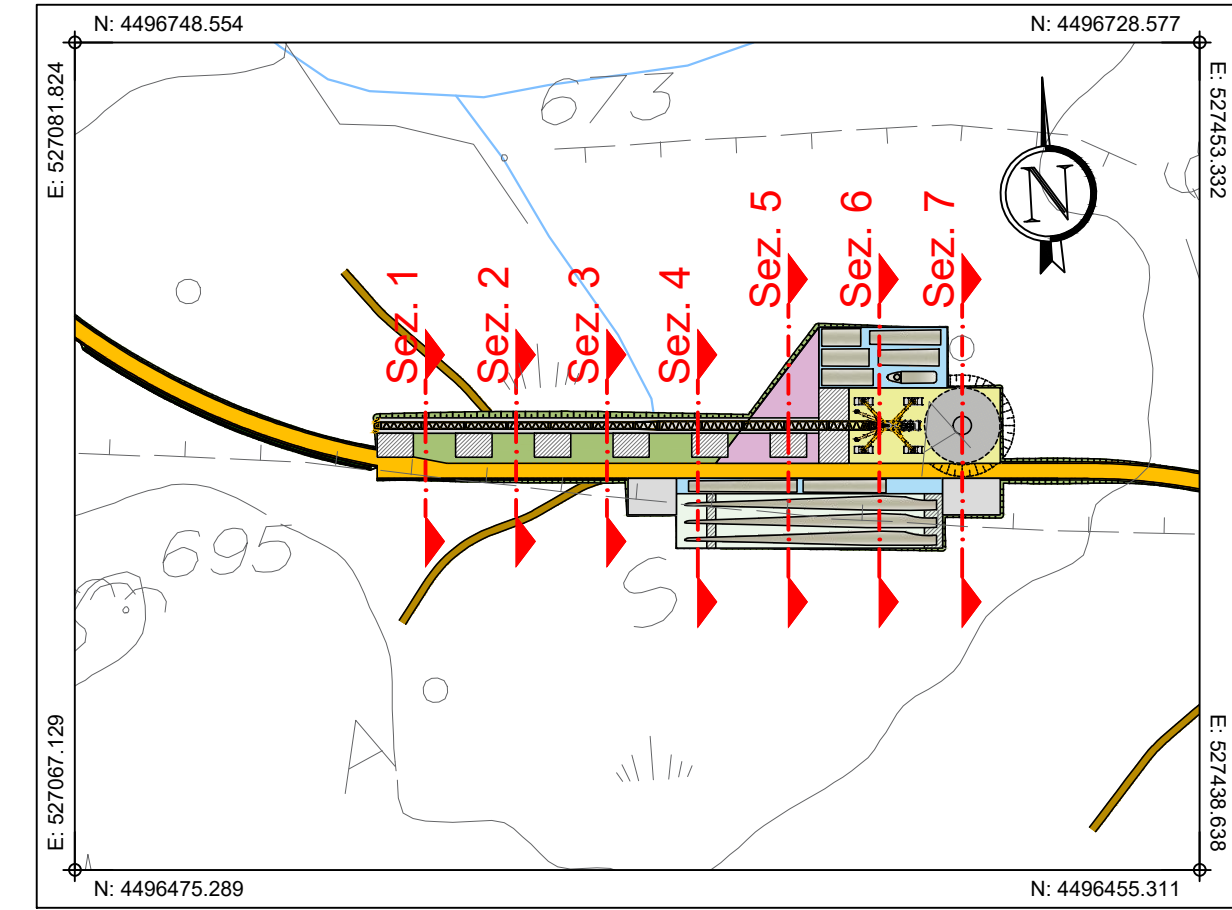 N: 4496748.554
N: 4496728.577
E: 527081.824
E: 527453.332
673
N
Sez. 1
Sez. 2
Sez. 3
Sez. 4
Sez. 5
Sez. 6
Sez. 7
695
S
A
E: 527067.129
E: 527438.638
N: 4496475.289
N: 4496455.311